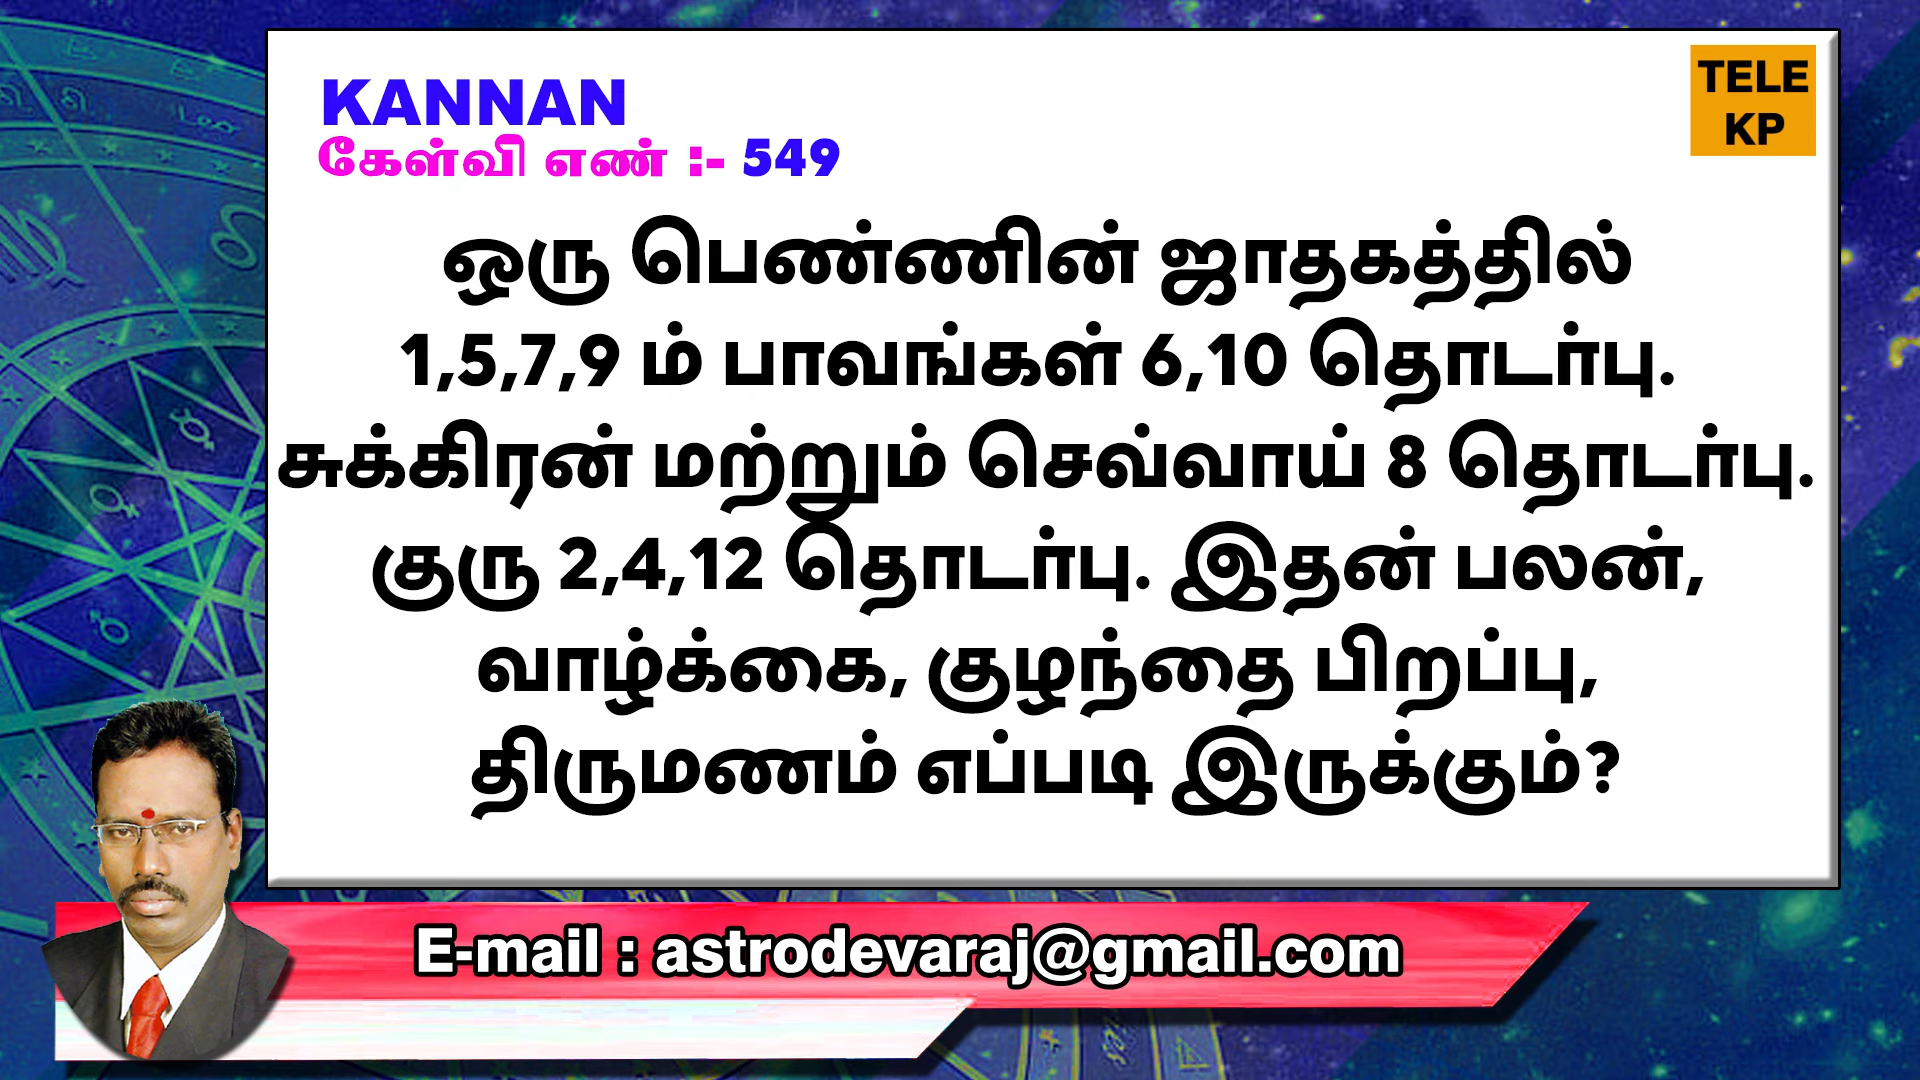 KANNAN
கேள்வி எண் :- 549
TELE
KP
ஒரு பெண்ணின் ஜாதகத்தில்
1,5,7,9 ம் பாவங்கள் 6,10 தொடர்பு.
சுக்கிரன் மற்றும் செவ்வாய் 8 தொடர்பு.
குரு 2,4,12 தொடர்பு. இதன் பலன்,
வாழ்க்கை, குழந்தை பிறப்பு,
திருமணம் எப்படி இருக்கும்?
E-mail : astrodevaraj@gmail.com